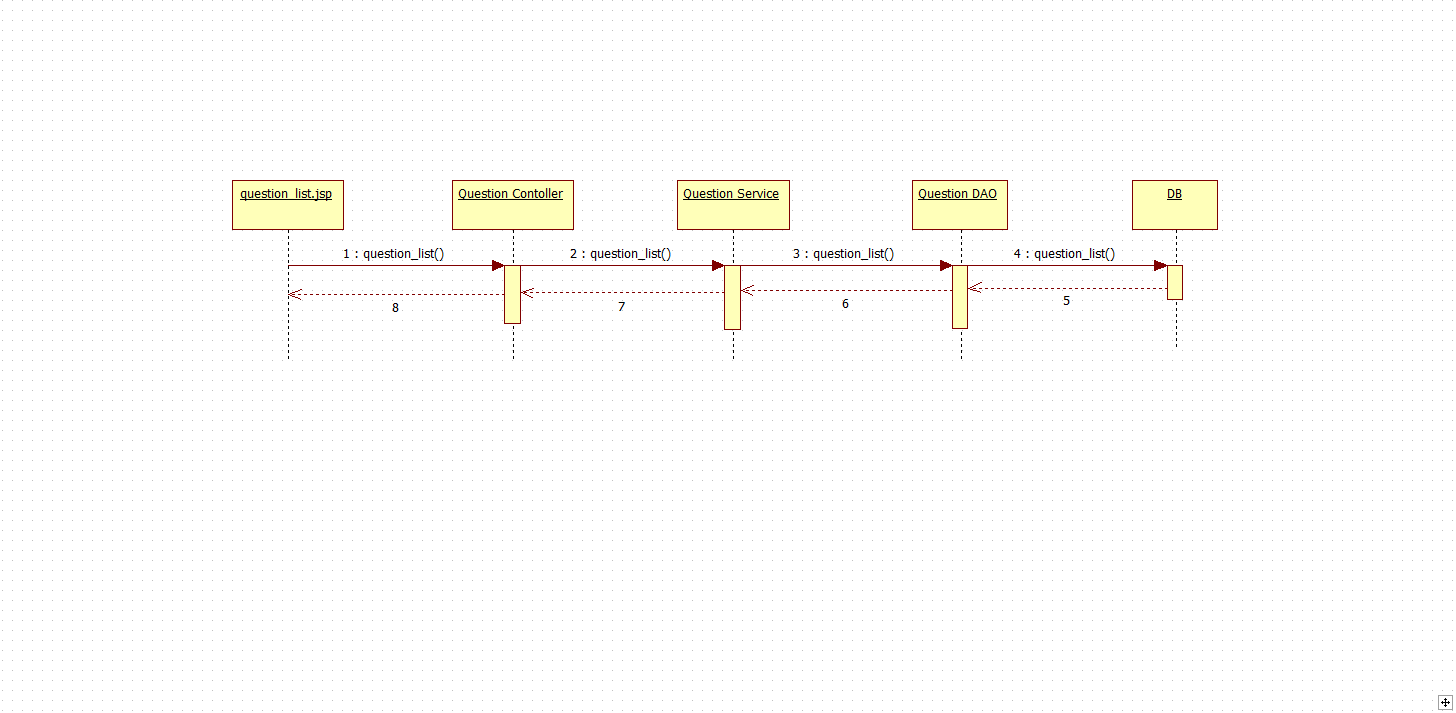 question_list.jsp
Question Contoller
Question Service
Question DAO
DB
1 : question_list()
2 : question_list()
3 : question_list()
4 : question_list()
5
6
7
8